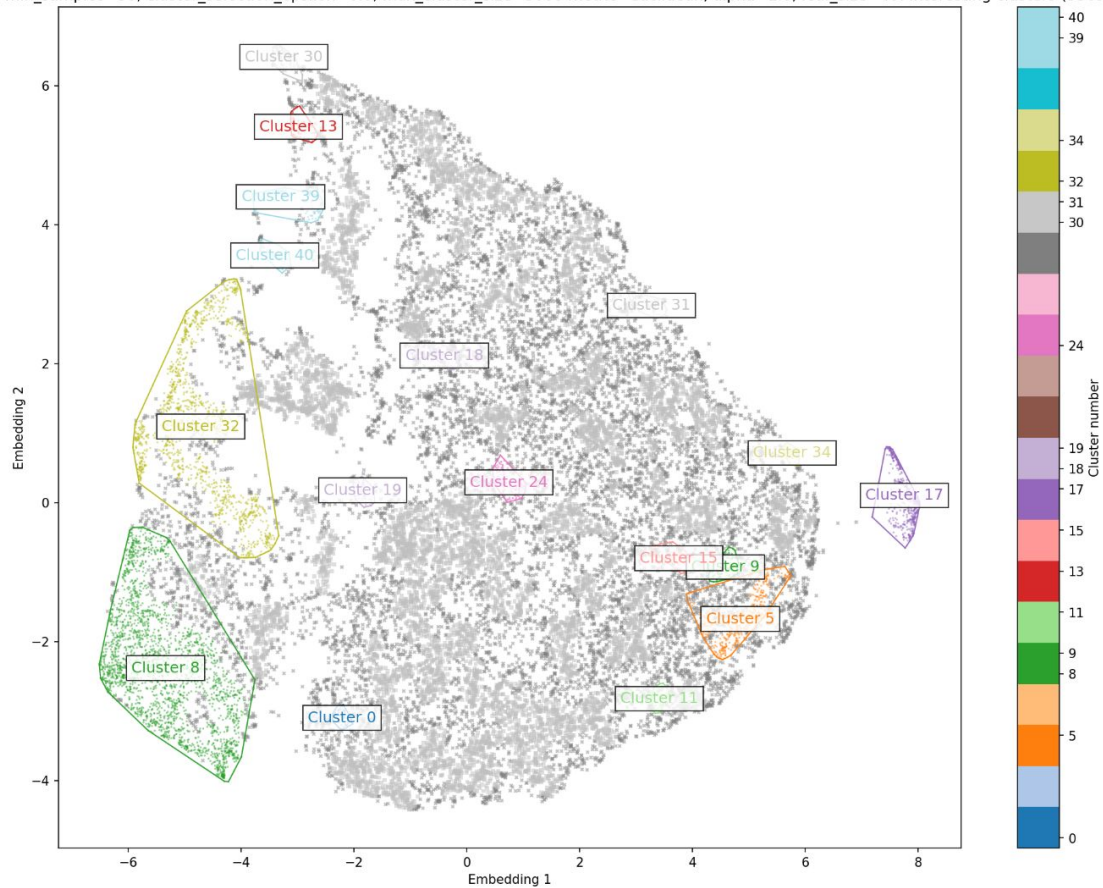 Cluster 30
Cluster 13
Cluster 39
Cluster 40
Cluster 31
Cluster 18
Cluster 32
Cluster 34
Cluster 24
Cluster 19
Cluster 17
Cluster 15
Cluster 9
Cluster 5
Cluster 8
Cluster 11
Cluster 0
6
4
2
0
−2
−4
Embedding 2
−6
−4
−2
0
2
4
6
8
Embedding 1
40
39
34
32
31
30
24
19
18
17
15
13
11
9
8
5
0
Cluster number